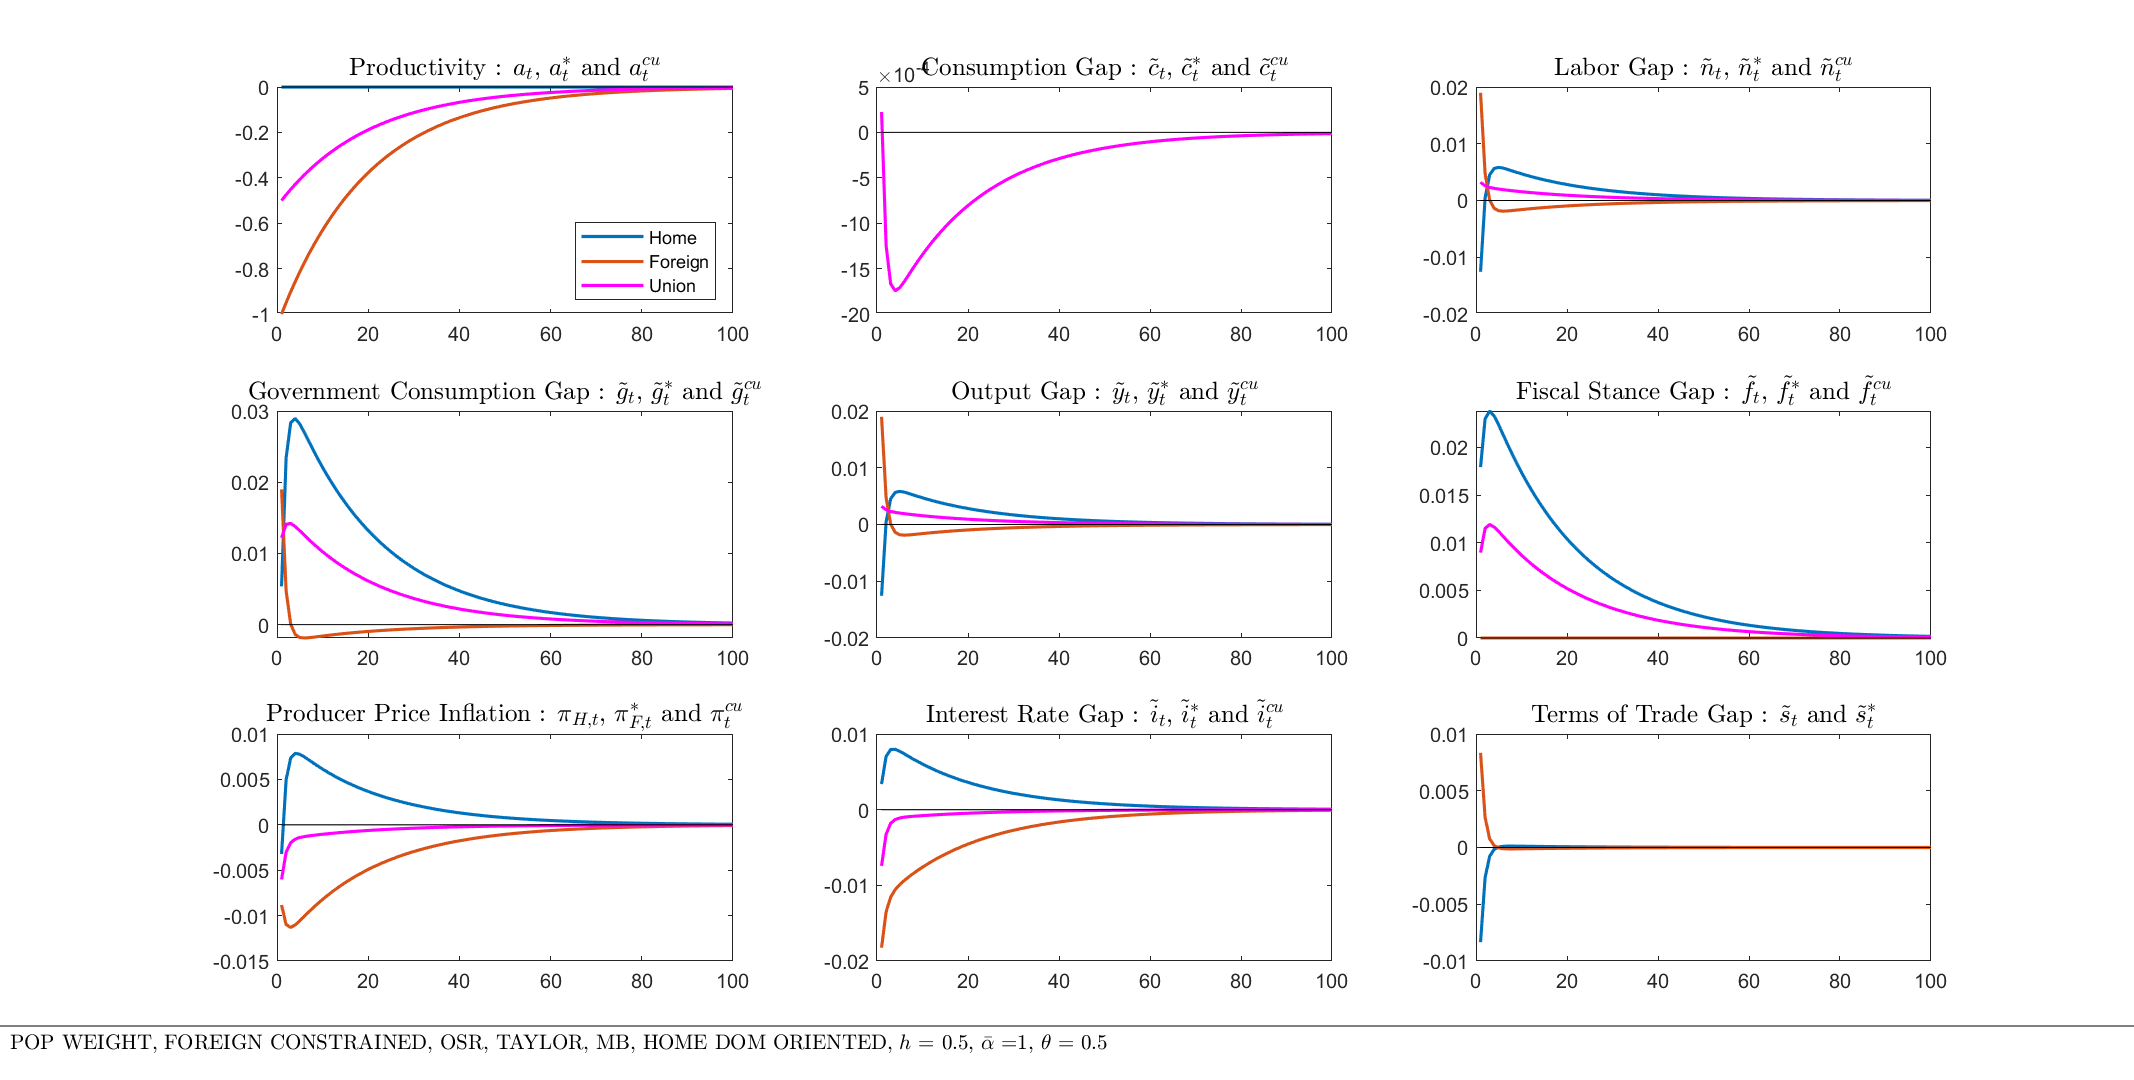 Productivity : a_t, a_t^* and a_t^{cu}
0
-0.2
-0.4
-0.6
-0.8
-1
0 20 40 60 80 100
Home
Foreign
Union
×10^{-4}
Consumption Gap : c̃_t, c̃_t^* and c̃_t^{cu}
5
0
-5
-10
-15
-20
0 20 40 60 80 100
Labor Gap : ñ_t, ñ_t^* and ñ_t^{cu}
0.02
0.01
0
-0.01
-0.02
0 20 40 60 80 100
Government Consumption Gap : g̃_t, g̃_t^* and g̃_t^{cu}
0.03
0.02
0.01
0
0 20 40 60 80 100
Output Gap : ỹ_t, ỹ_t^* and ỹ_t^{cu}
0.02
0.01
0
-0.01
-0.02
0 20 40 60 80 100
Fiscal Stance Gap : f̃_t, f̃_t^* and f̃_t^{cu}
0.02
0.015
0.01
0.005
0
0 20 40 60 80 100
Producer Price Inflation : π_{H,t}, π_{F,t}^* and π_t^{cu}
0.01
0.005
0
-0.005
-0.01
-0.015
0 20 40 60 80 100
Interest Rate Gap : ĩ_t, ĩ_t^* and ĩ_t^{cu}
0.01
0
-0.01
-0.02
0 20 40 60 80 100
Terms of Trade Gap : s̃_t and s̃_t^*
0.01
0.005
0
-0.005
-0.01
0 20 40 60 80 100
POP WEIGHT, FOREIGN CONSTRAINED, OSR, TAYLOR, MB, HOME DOM ORIENTED, h = 0.5, ᾱ =1, θ = 0.5